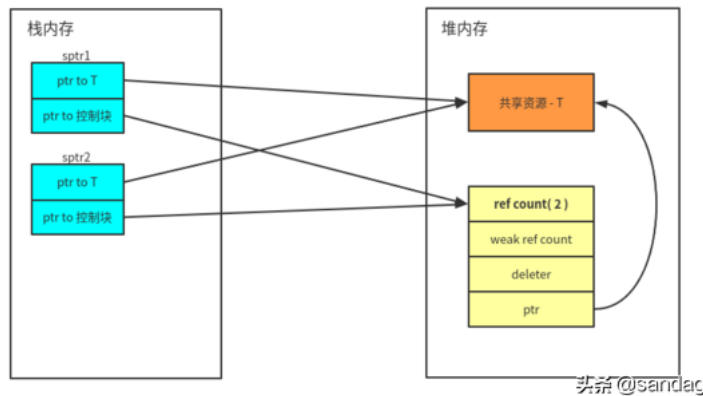 栈内存
堆内存
sptr1
ptr to T
ptr to 控制块
sptr2
ptr to T
ptr to 控制块
共享资源 - T
ref count( 2 )
weak ref count
deleter
ptr
头条 @sandag